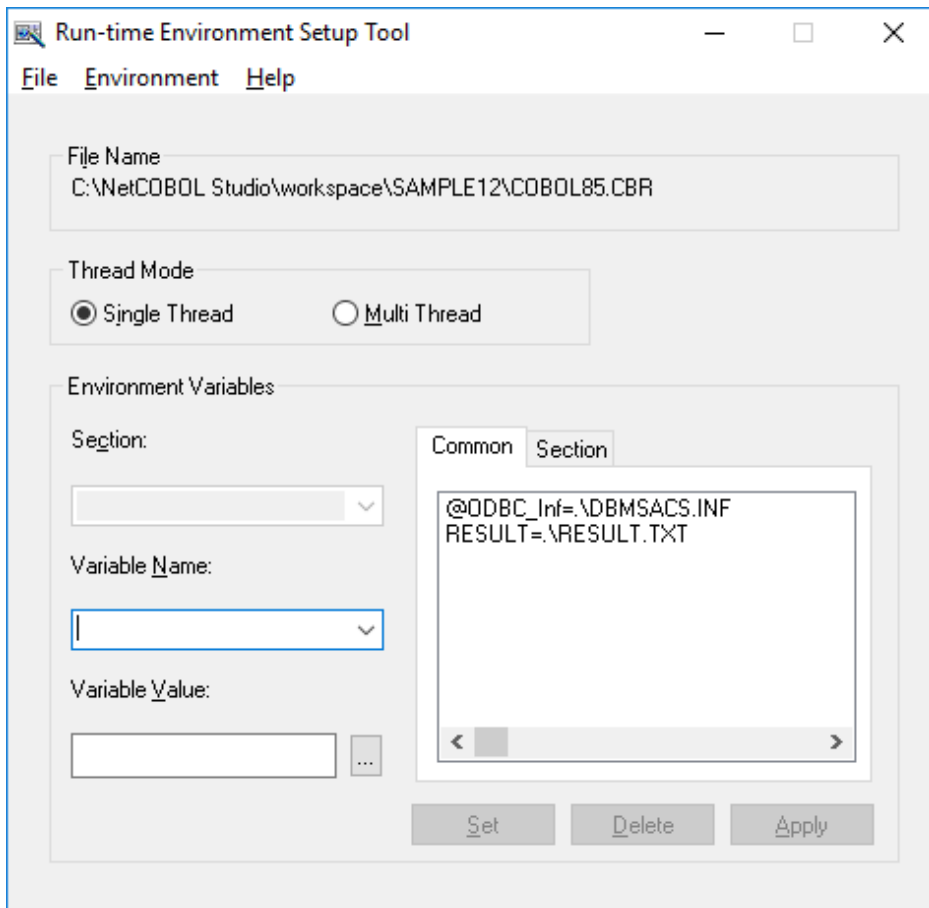 Run-time Environment Setup Tool
File Environment Help
File Name
C:\NetCOBOL Studio\workspace\SAMPLE12\COBOL85.CBR
Thread Mode
Single Thread Multi Thread
Environment Variables
Section:
Variable Name:
Variable Value:
...
Common Section
@ODBC_Inf=.\DBMSACS.INF
RESULT=.\RESULT.TXT
Set Delete Apply